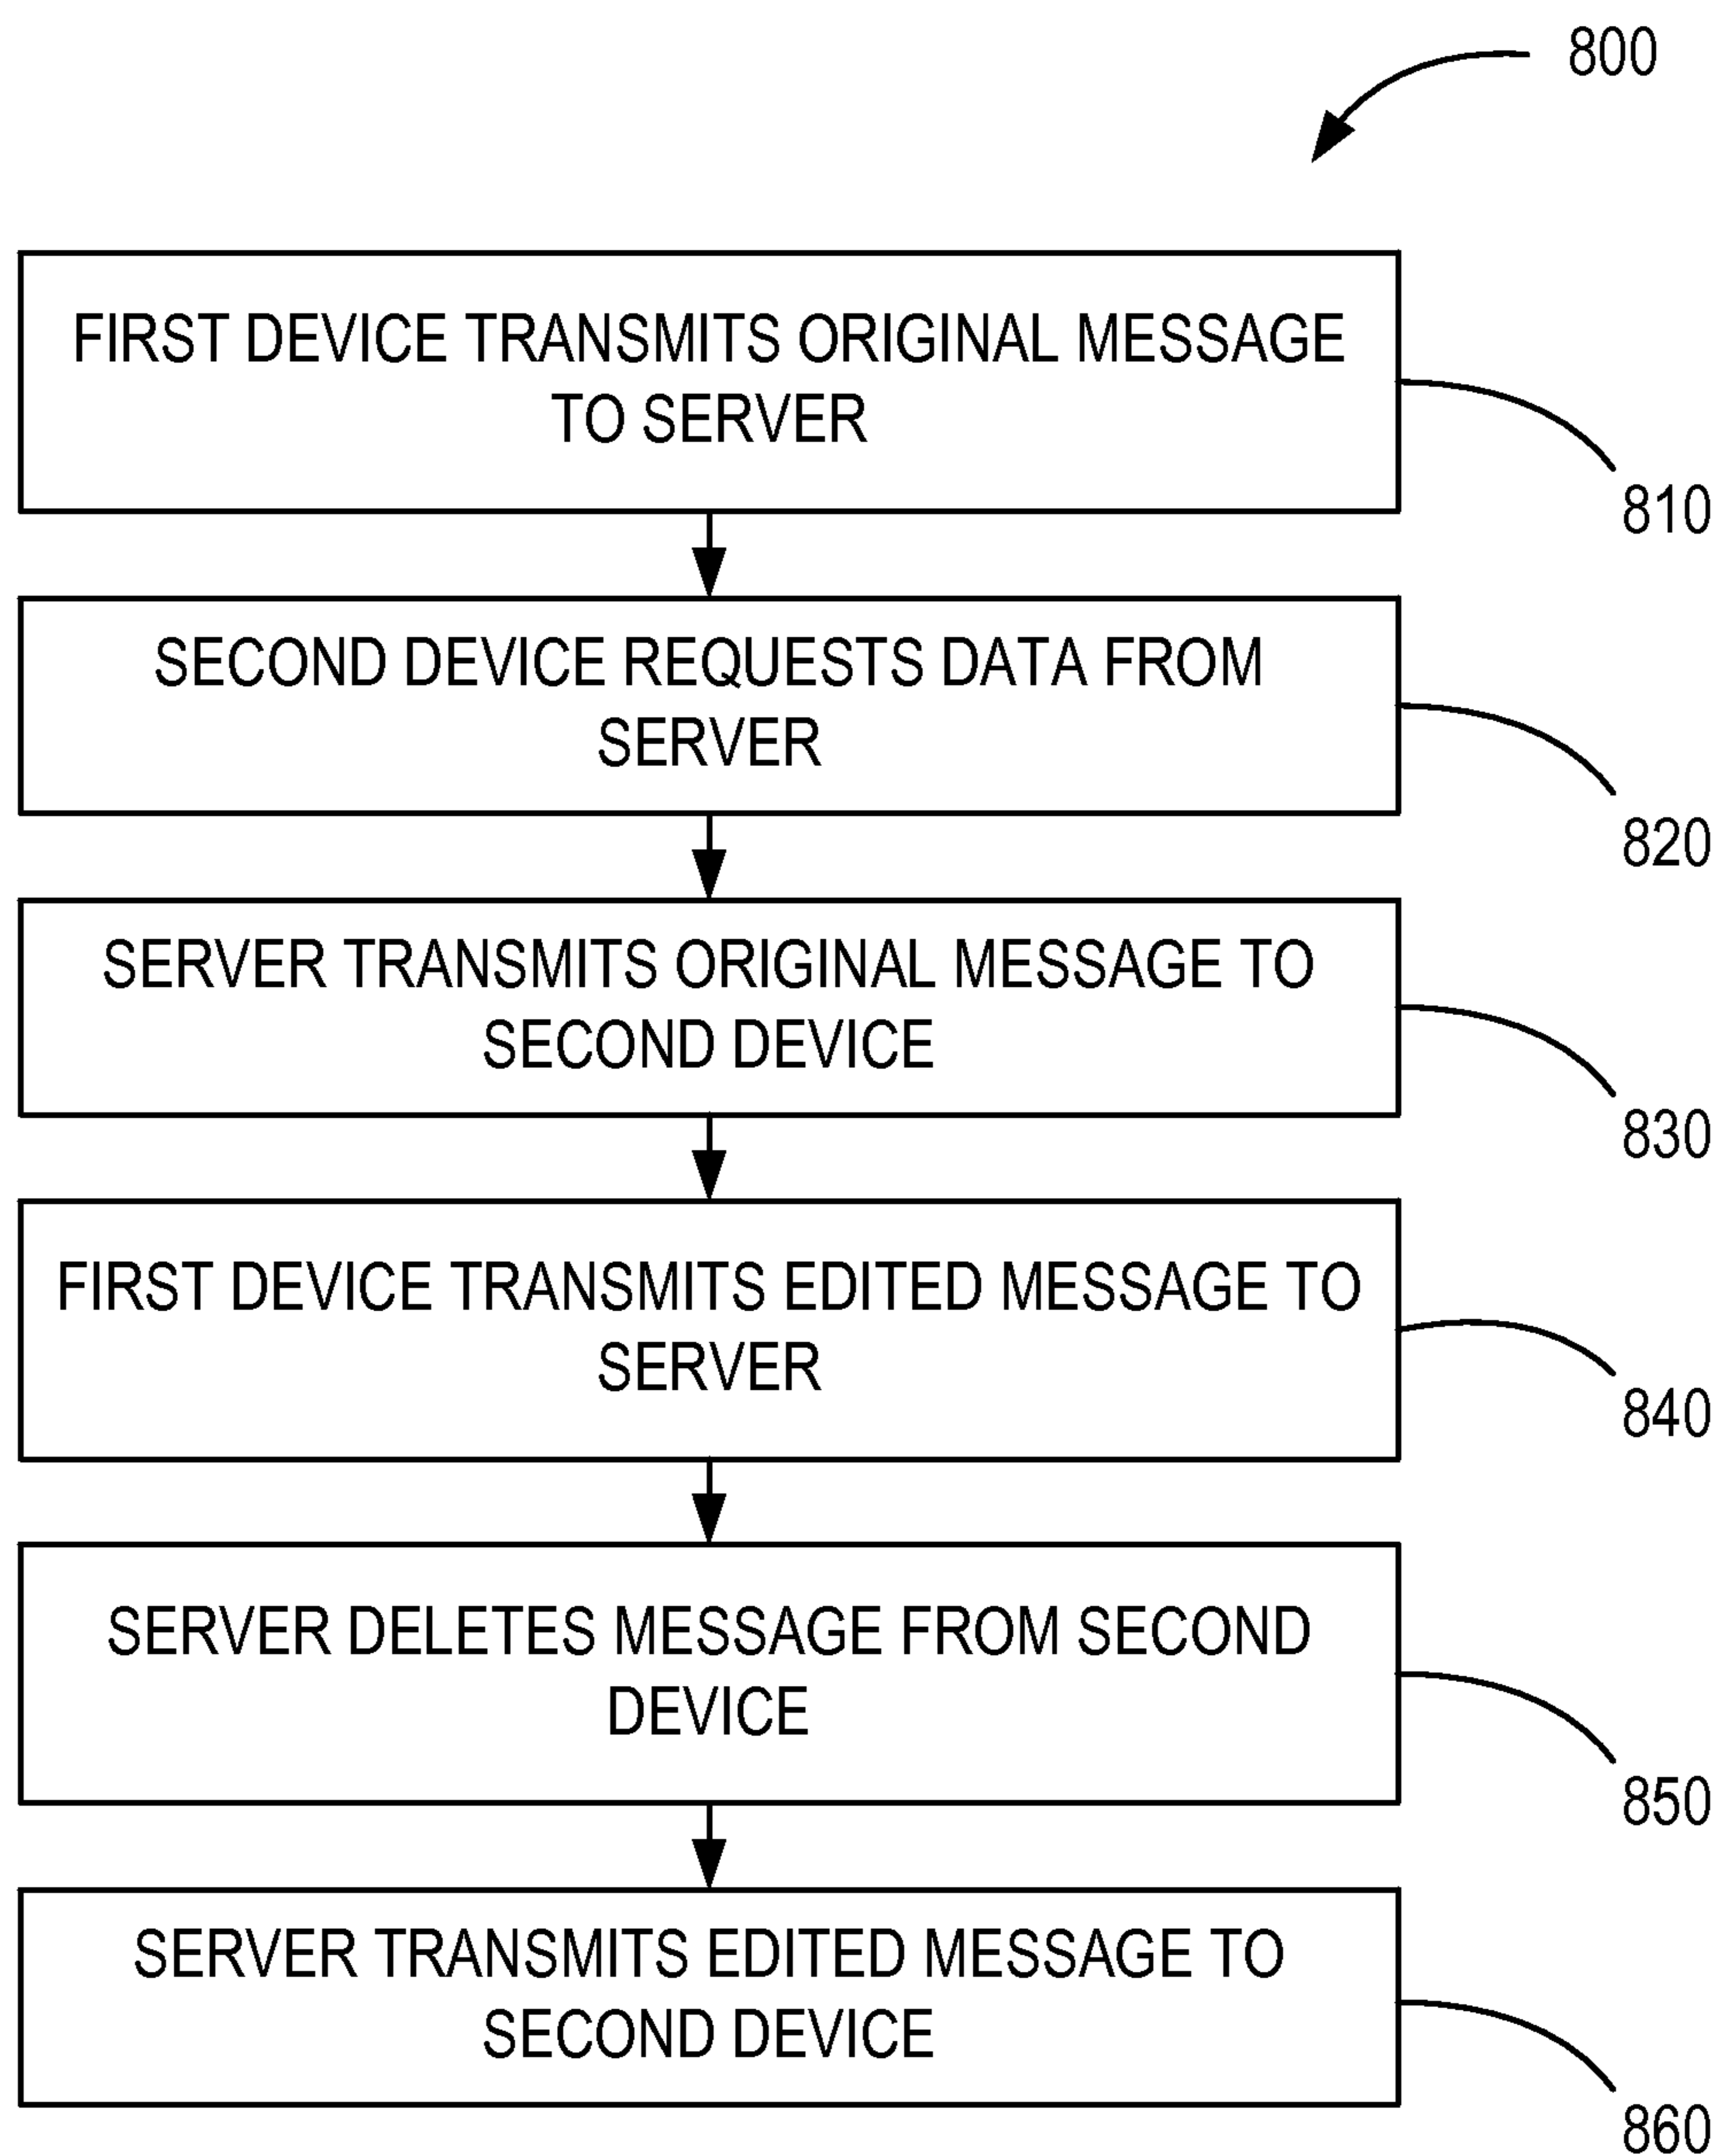 800
FIRST DEVICE TRANSMITS ORIGINAL MESSAGE
TO SERVER
810
SECOND DEVICE REQUESTS DATA FROM
SERVER
820
SERVER TRANSMITS ORIGINAL MESSAGE TO
SECOND DEVICE
830
FIRST DEVICE TRANSMITS EDITED MESSAGE TO
SERVER
840
SERVER DELETES MESSAGE FROM SECOND
DEVICE
850
SERVER TRANSMITS EDITED MESSAGE TO
SECOND DEVICE
860